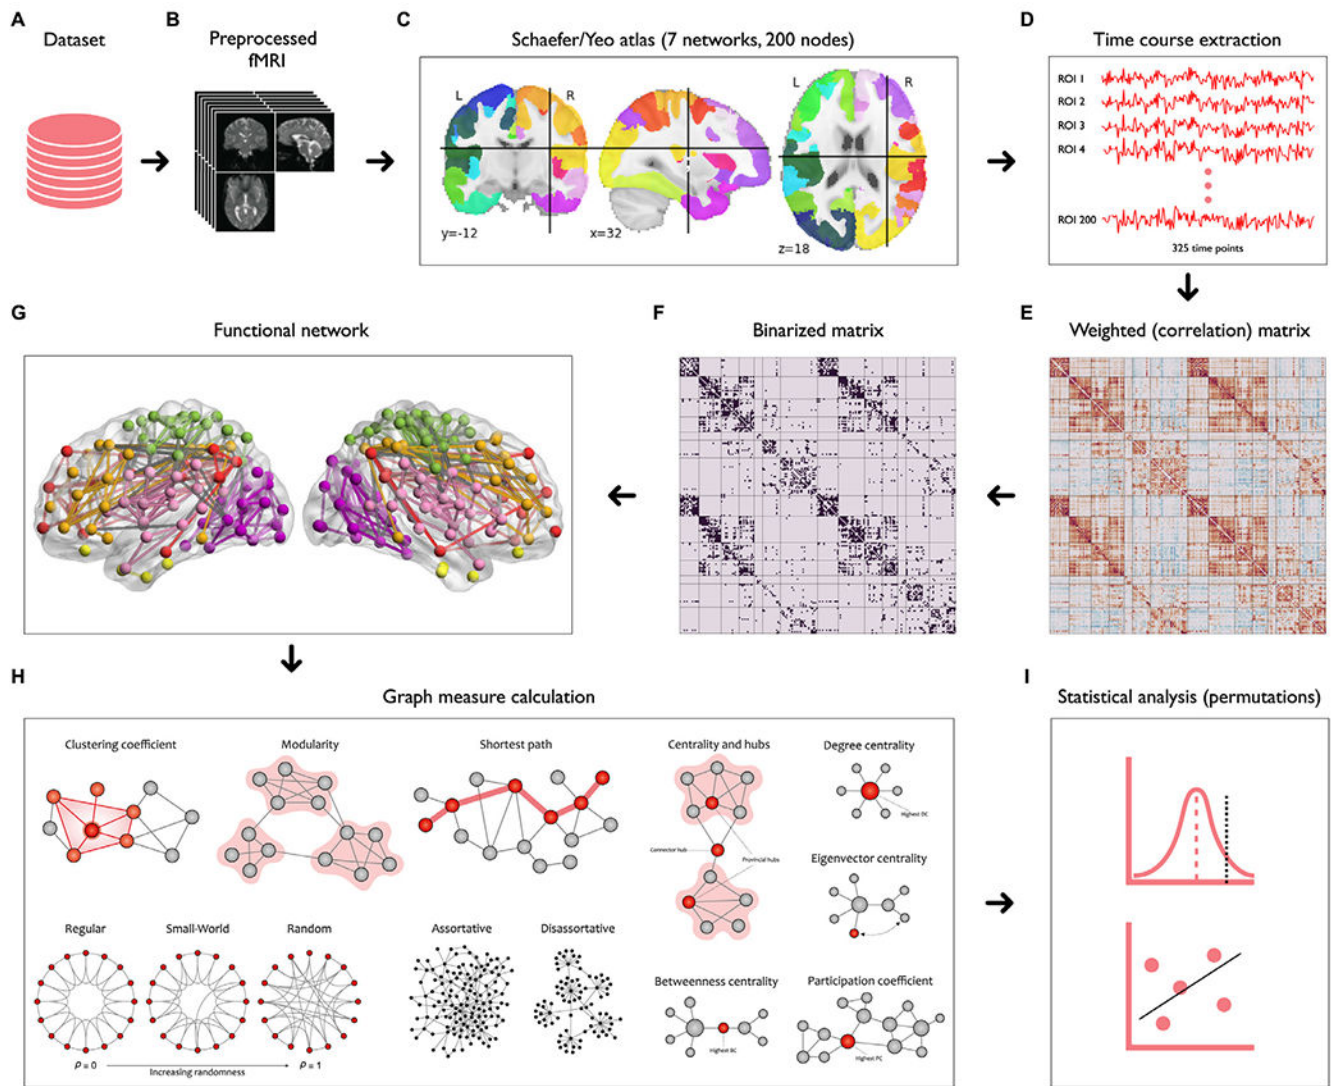 A
Dataset
B
Preprocessed
fMRI
C
Schaefer/Yeo atlas (7 networks, 200 nodes)
L
R
y=-12
x=32
L
R
z=18
D
Time course extraction
ROI 1
ROI 2
ROI 3
ROI 4
ROI 200
325 time points
G
Functional network
F
Binarized matrix
E
Weighted (correlation) matrix
H
Graph measure calculation
Clustering coefficient
Modularity
Shortest path
Centrality and hubs
Connector hub
Provincial hubs
Degree centrality
Highest DC
Eigenvector centrality
Regular
Small-World
Random
p = 0
Increasing randomness
p = 1
Assortative
Disassortative
Betweenness centrality
Highest BC
Participation coefficient
Highest PC
I
Statistical analysis (permutations)